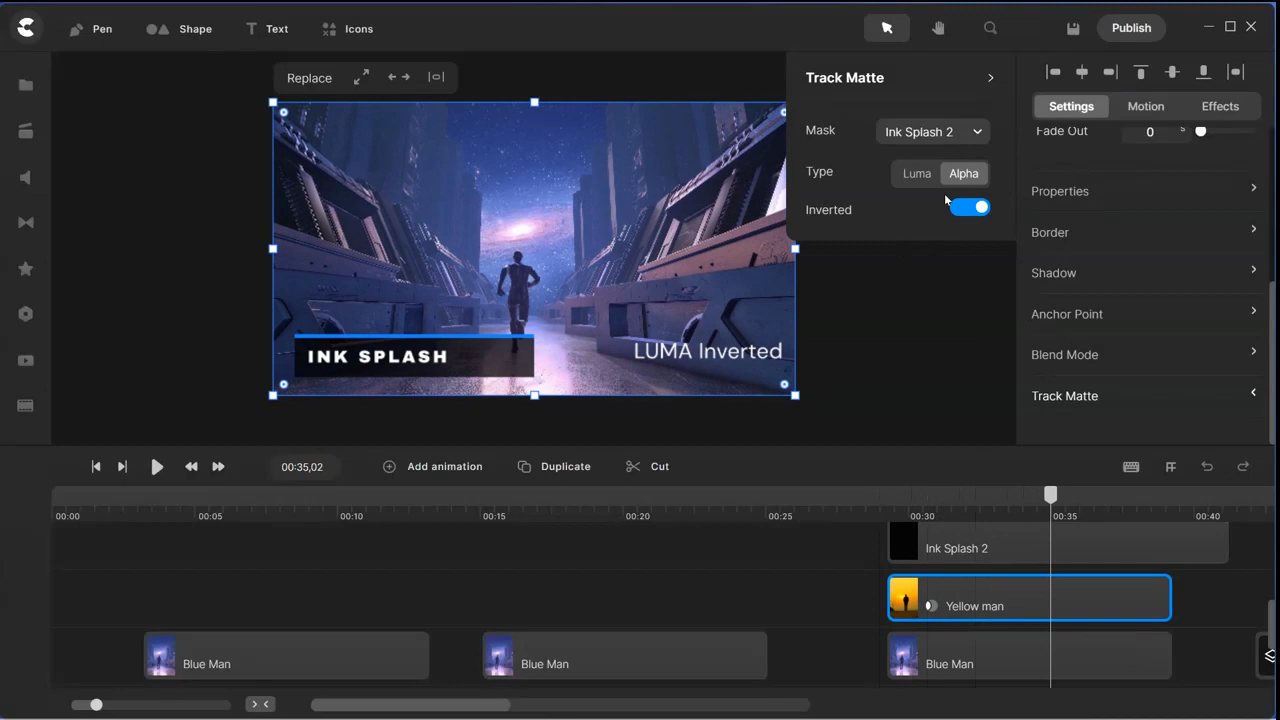 Pen
Shape
Text
Icons
Publish
Replace
Track Matte
Mask
Ink Splash 2
Type
Luma
Alpha
Inverted
Settings
Motion
Effects
Fade Out
0
s
Properties
Border
Shadow
Anchor Point
Blend Mode
Track Matte
INK SPLASH
LUMA Inverted
00:35,02
Add animation
Duplicate
Cut
00:00
00:05
00:10
00:15
00:20
00:25
00:30
00:35
00:40
Ink Splash 2
Yellow man
Blue Man
Blue Man
Blue Man